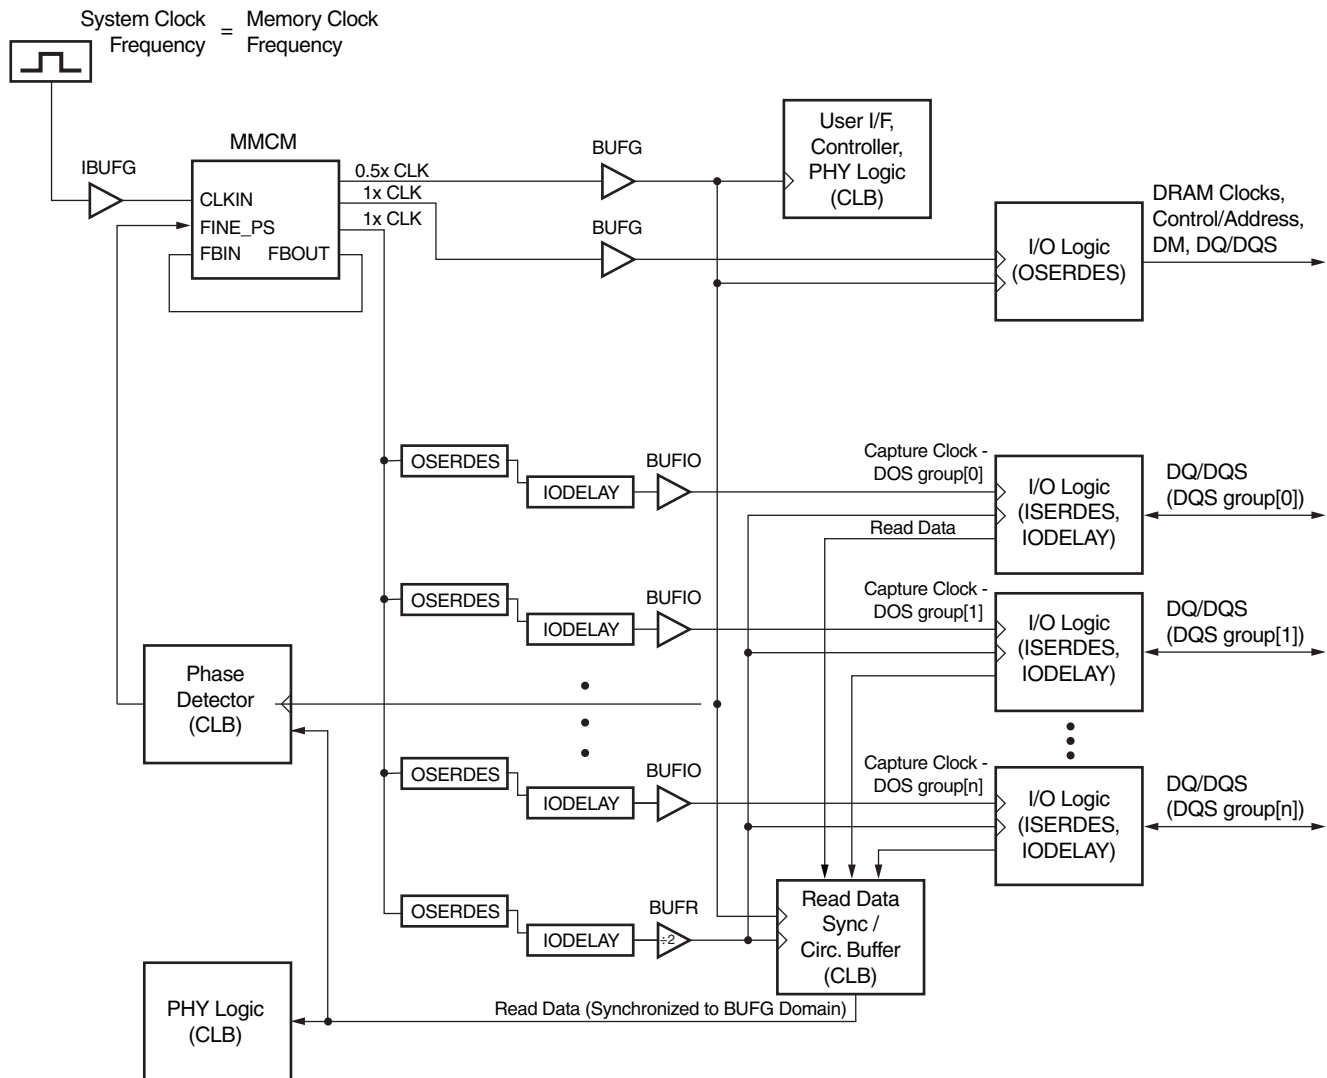 System Clock Frequency = Memory Clock Frequency
MMCM
IBUFG
CLKIN
FINE_PS
FBIN FBOUT
0.5x CLK
1x CLK
1x CLK
BUFG
BUFG
User I/F,
Controller,
PHY Logic
(CLB)
I/O Logic
(OSERDES)
DRAM Clocks,
Control/Address,
DM, DQ/DQS
OSERDES
IODELAY
BUFIO
Capture Clock -
DOS group[0]
Read Data
I/O Logic
(ISERDES,
IODELAY)
DQ/DQS
(DQS group[0])
OSERDES
IODELAY
BUFIO
Capture Clock -
DOS group[1]
I/O Logic
(ISERDES,
IODELAY)
DQ/DQS
(DQS group[1])
Phase
Detector
(CLB)
OSERDES
IODELAY
BUFIO
Capture Clock -
DOS group[n]
I/O Logic
(ISERDES,
IODELAY)
DQ/DQS
(DQS group[n])
OSERDES
IODELAY
BUFR
÷2
Read Data
Sync /
Circ. Buffer
(CLB)
PHY Logic
(CLB)
Read Data (Synchronized to BUFG Domain)